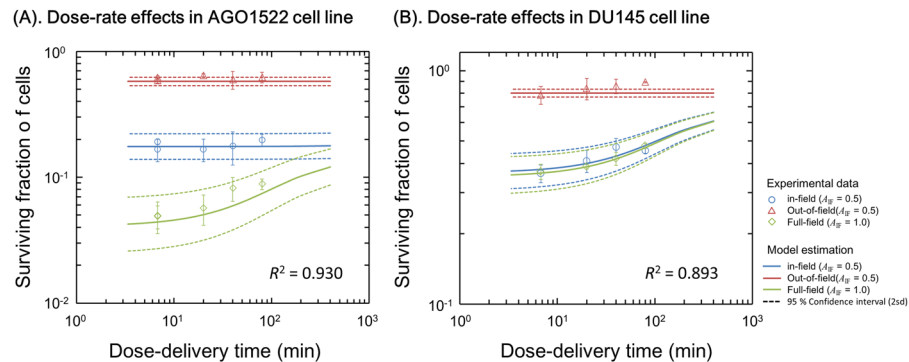 (A). Dose-rate effects in AGO1522 cell line
(B). Dose-rate effects in DU145 cell line
Surviving fraction o f cells
10⁰
10⁻¹
10⁻²
R² = 0.930
10⁰ 10¹ 10² 10³
Dose-delivery time (min)
Surviving fraction o f cells
10⁰
10⁻¹
R² = 0.893
10⁰ 10¹ 10² 10³
Dose-delivery time (min)
Experimental data
in-field (A_IF = 0.5)
Out-of-field(A_IF = 0.5)
Full-field (A_IF = 1.0)
Model estimation
in-field (A_IF = 0.5)
Out-of-field(A_IF = 0.5)
Full-field (A_IF = 1.0)
95 % Confidence interval (2sd)